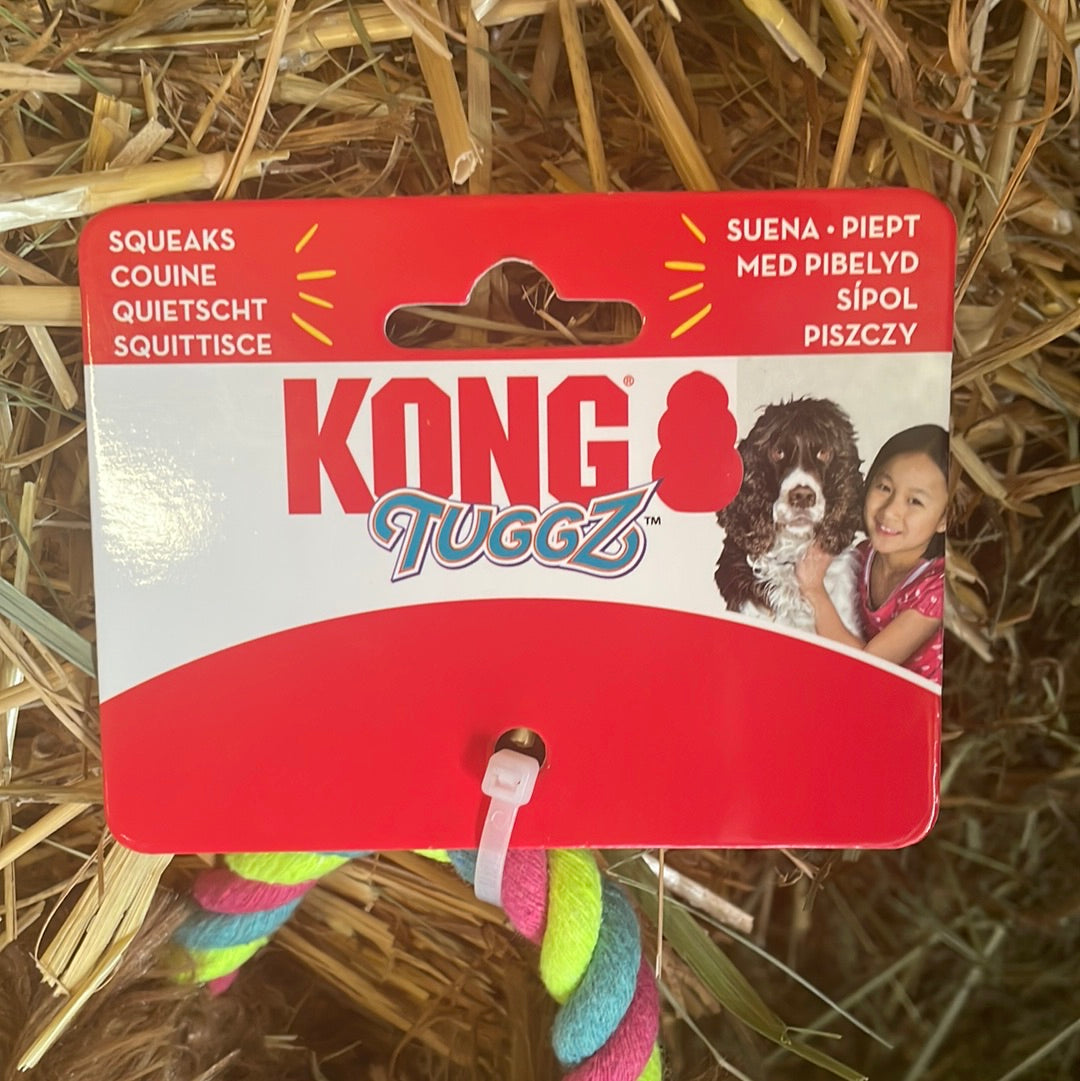 SQUEAKS
COUINE
QUIETSCHT
SQUITTISCE
SUENA • PIEPT
MED PIBELYD
SÍPOL
PISZCZY
KONG®
TUGGZ™